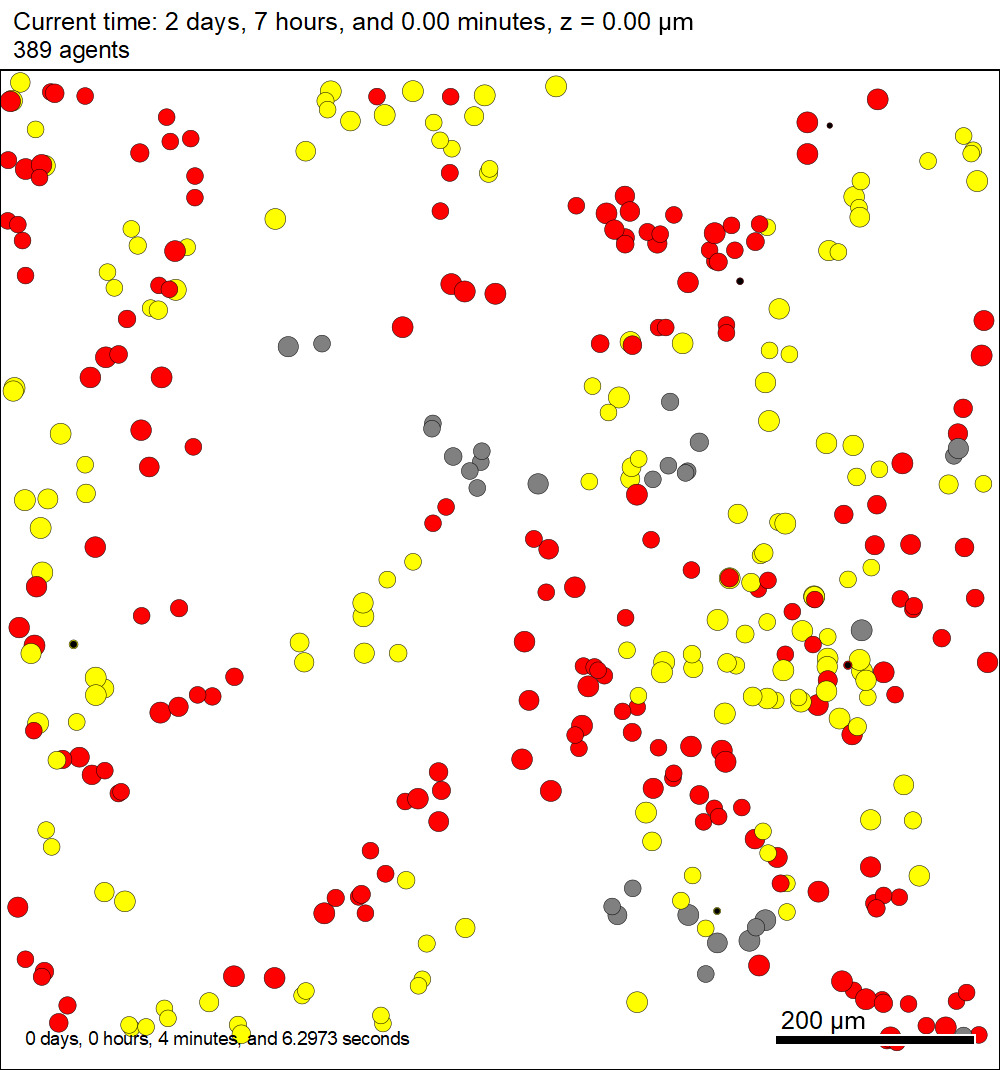 Current time: 2 days, 7 hours, and 0.00 minutes, z = 0.00 µm
389 agents
200 µm
0 days, 0 hours, 4 minutes, and 6.2973 seconds